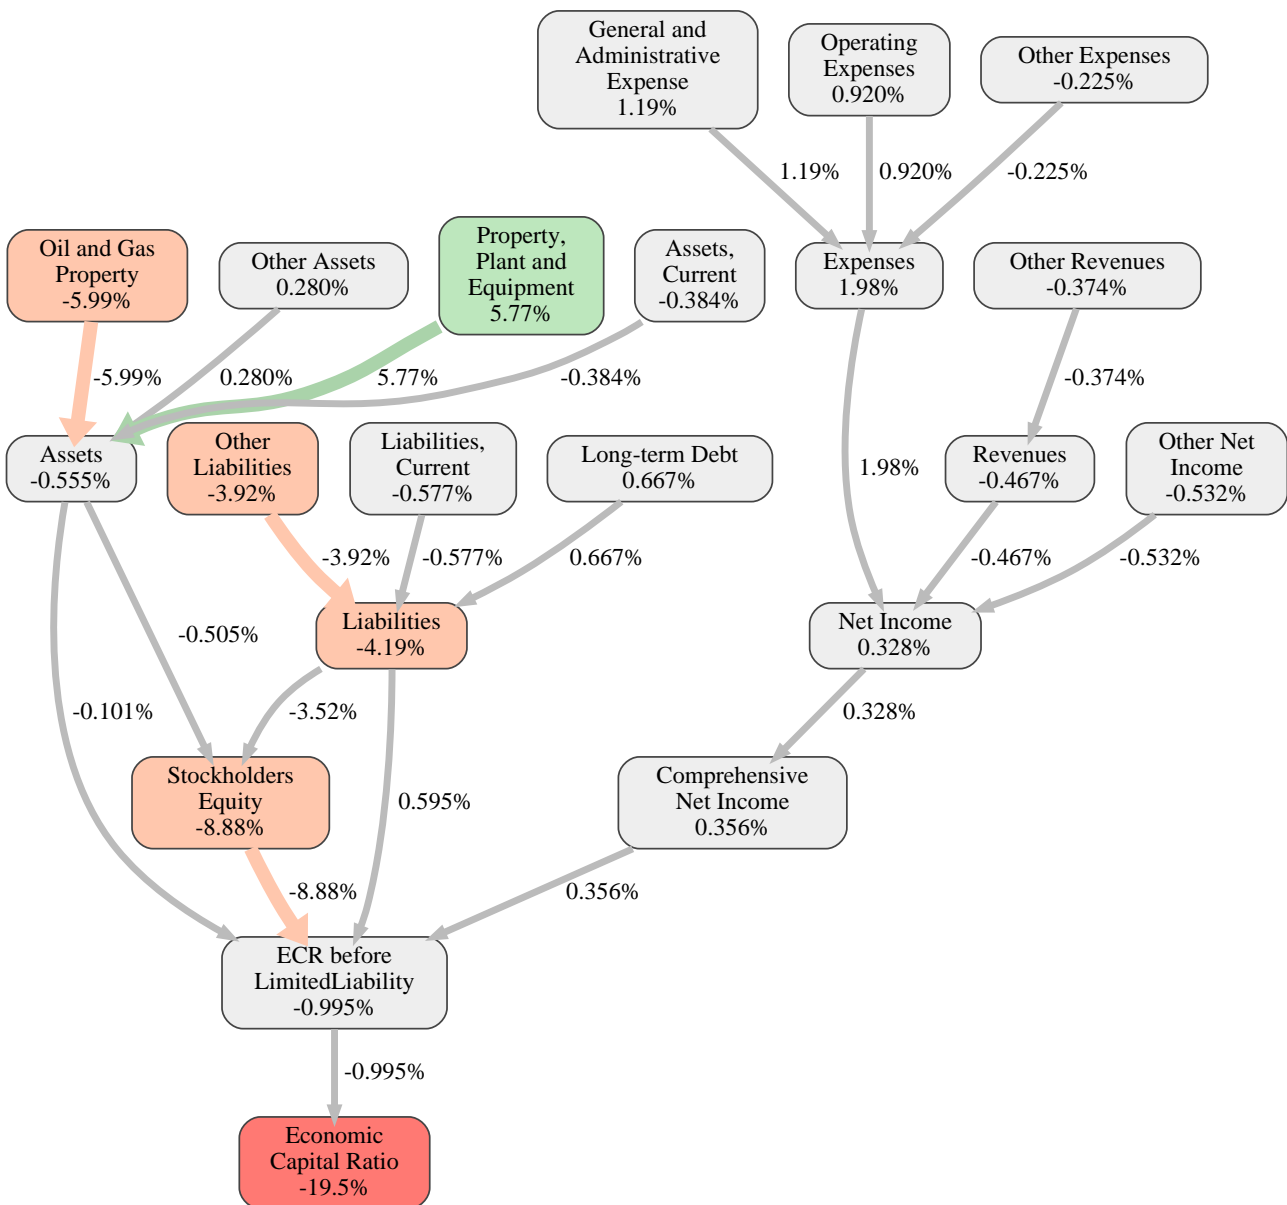 General and
Administrative
Expense
1.19%
Operating
Expenses
0.920%
Other Expenses
-0.225%
1.19%
0.920%
-0.225%
Oil and Gas
Property
-5.99%
Other Assets
0.280%
Property,
Plant and
Equipment
5.77%
Assets,
Current
-0.384%
Expenses
1.98%
Other Revenues
-0.374%
-5.99%
0.280%
5.77%
-0.384%
-0.374%
Assets
-0.555%
Other
Liabilities
-3.92%
Liabilities,
Current
-0.577%
Long-term Debt
0.667%
1.98%
Revenues
-0.467%
Other Net
Income
-0.532%
-3.92%
-0.577%
0.667%
-0.467%
-0.532%
-0.505%
Liabilities
-4.19%
Net Income
0.328%
-0.101%
-3.52%
0.328%
Stockholders
Equity
-8.88%
0.595%
Comprehensive
Net Income
0.356%
-8.88%
0.356%
ECR before
LimitedLiability
-0.995%
-0.995%
Economic
Capital Ratio
-19.5%